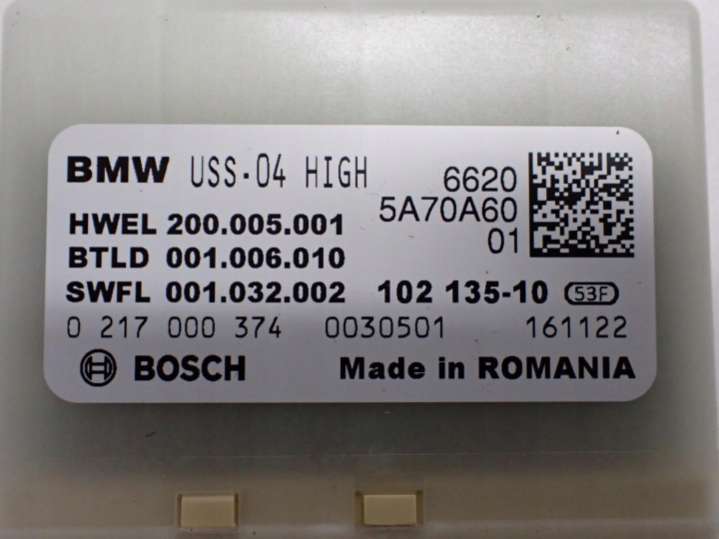 BMW USS-04 HIGH 6620
HWEL 200.005.001 5A70A60
BTLD 001.006.010 01
SWFL 001.032.002 102 135-10 53F
0 217 000 374 0030501 161122
BOSCH Made in ROMANIA